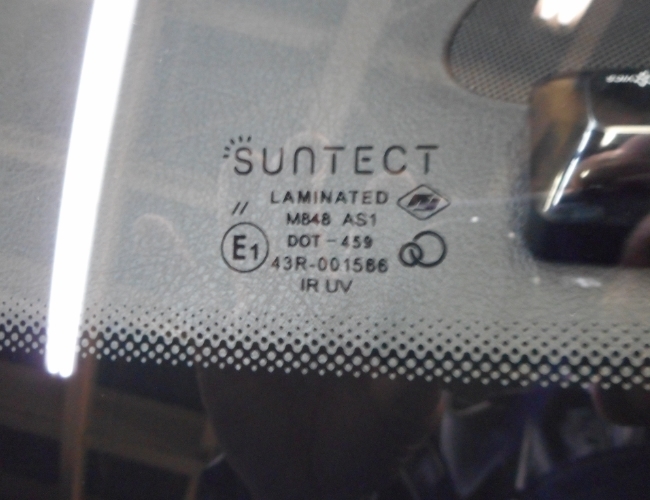 SUNTECT
LAMINATED
M848 AS1
DOT-459
E1
43R-001586
IR UV